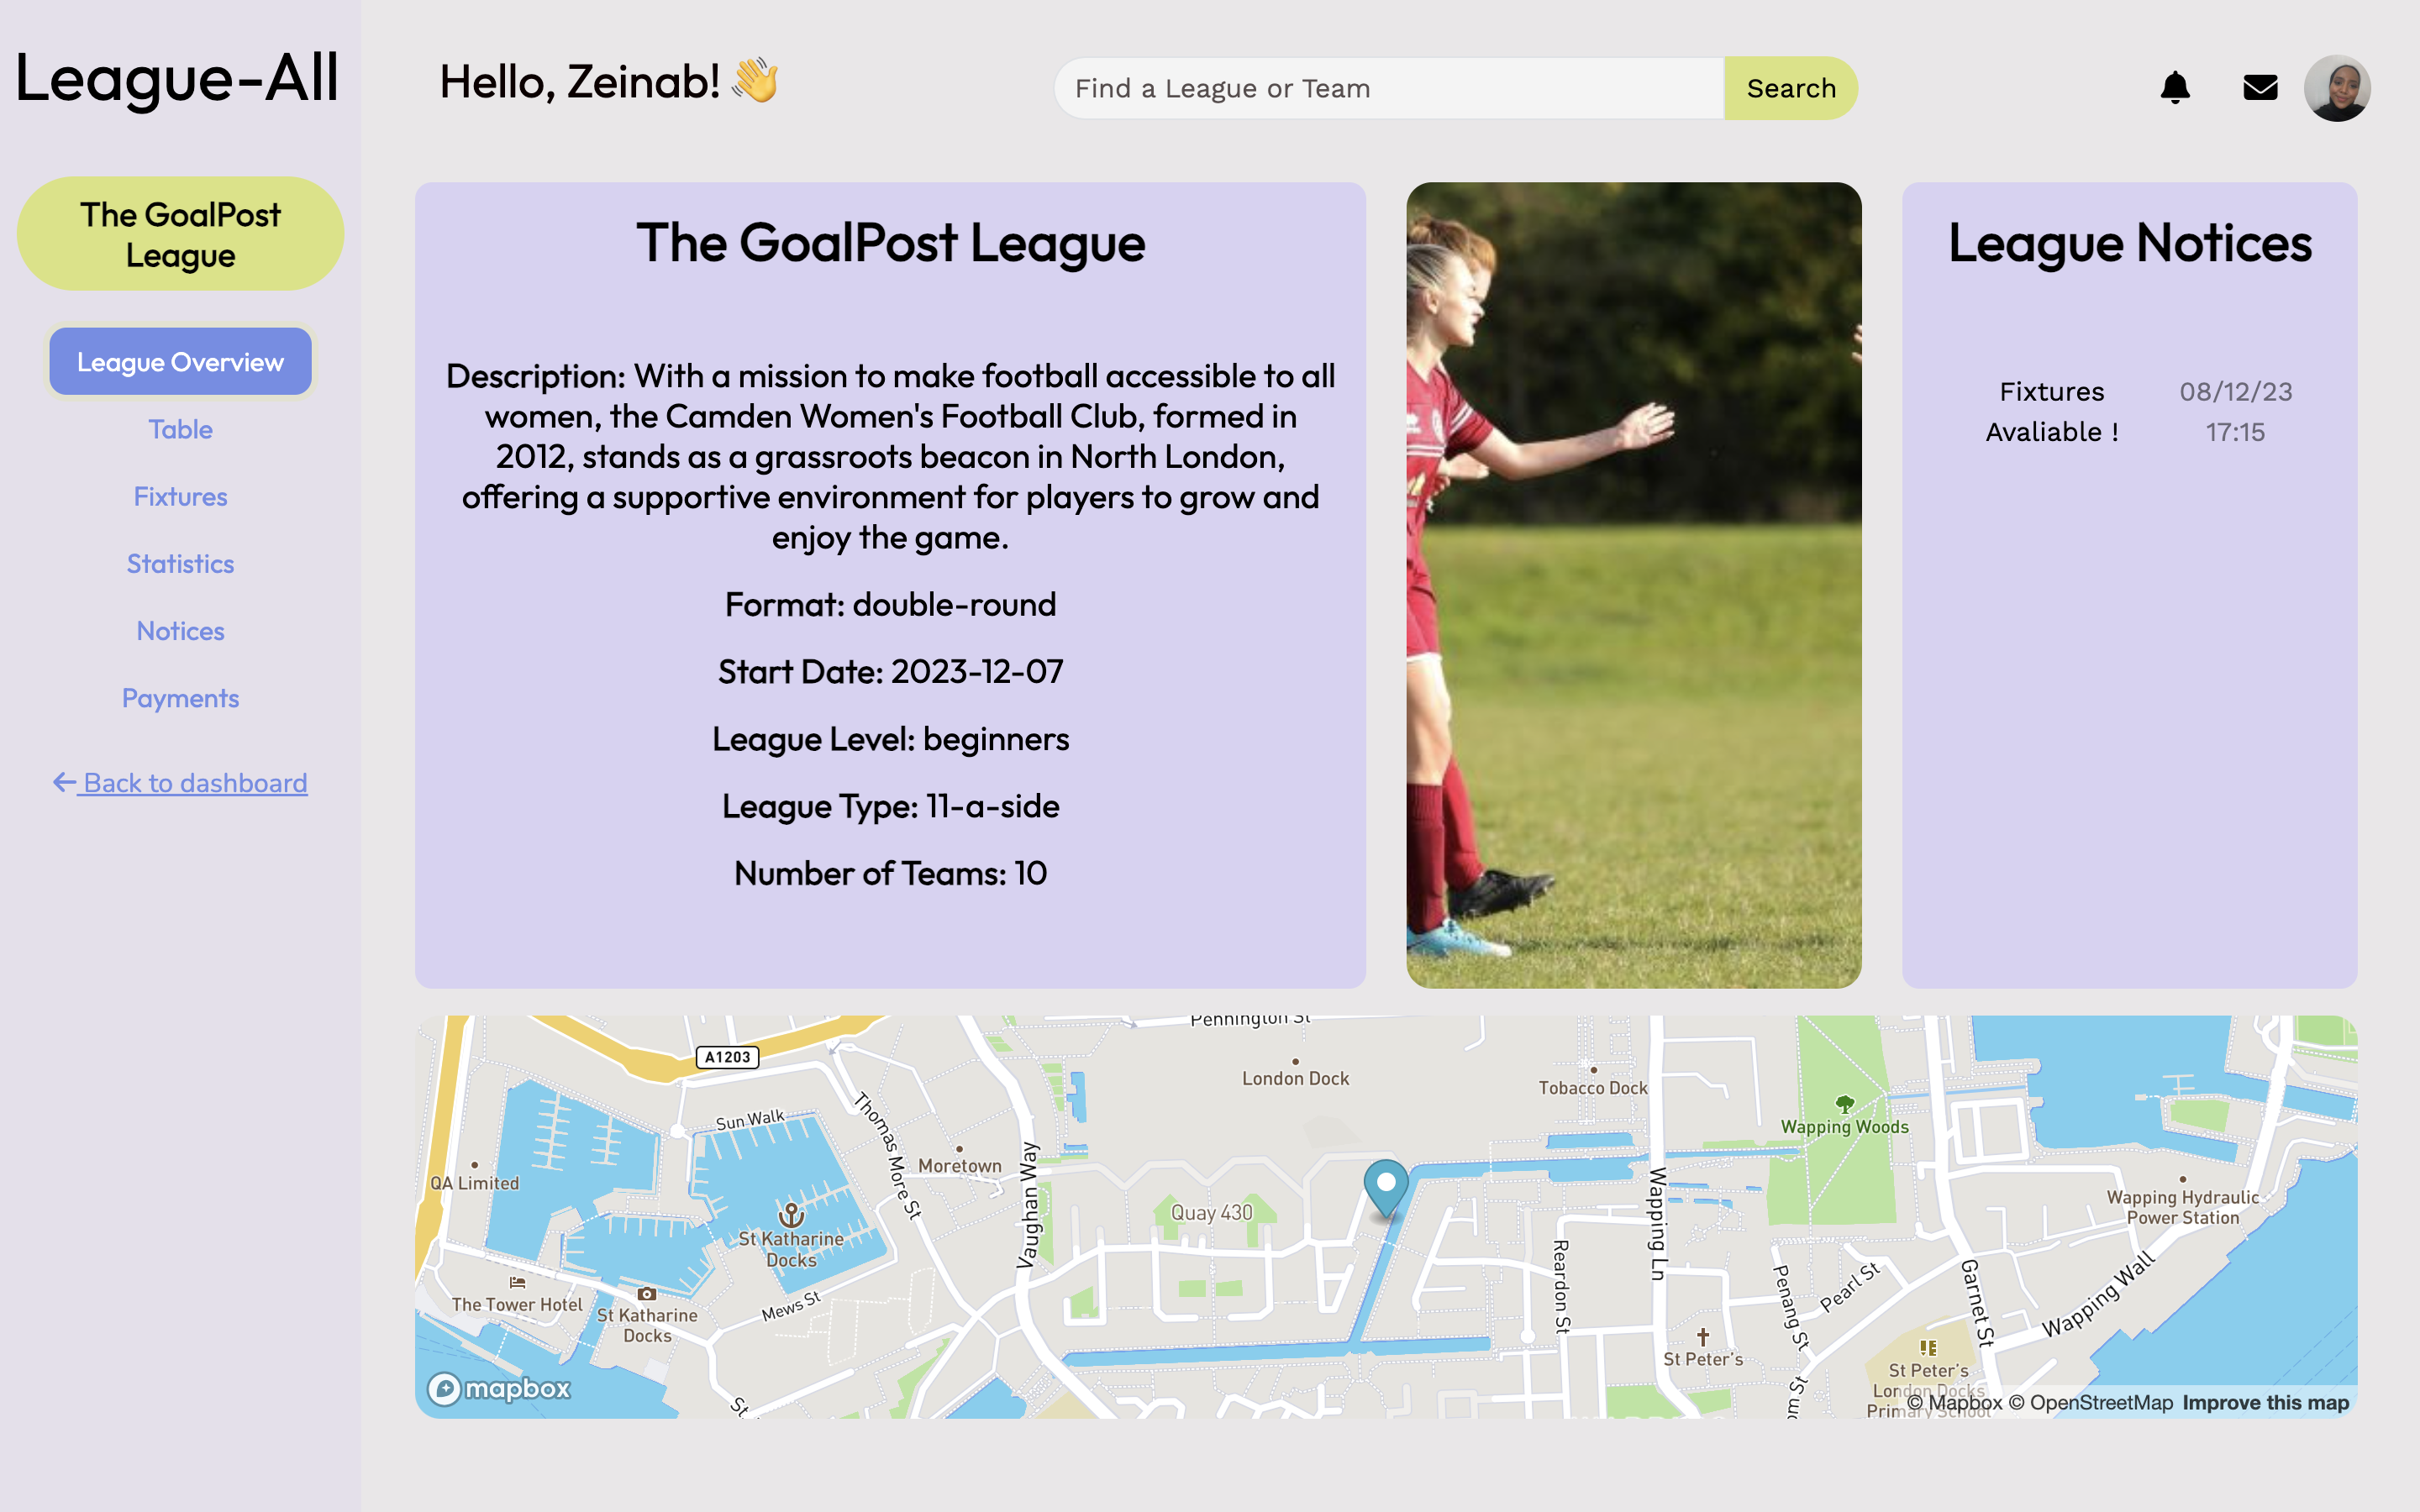 League-All
Hello, Zeinab! 👋
Find a League or Team
Search
The GoalPost
League
League Overview
Table
Fixtures
Statistics
Notices
Payments
← Back to dashboard
The GoalPost League
Description: With a mission to make football accessible to all
women, the Camden Women's Football Club, formed in
2012, stands as a grassroots beacon in North London,
offering a supportive environment for players to grow and
enjoy the game.
Format: double-round
Start Date: 2023-12-07
League Level: beginners
League Type: 11-a-side
Number of Teams: 10
League Notices
Fixtures
Avaliable !
08/12/23
17:15
Pennington St
A1203
London Dock
Tobacco Dock
Sun Walk
Thomas More St
Wapping Woods
Moretown
Vaughan Way
QA Limited
Wapping Ln
Wapping Hydraulic
Power Station
Quay 430
St Katharine
Docks
Reardon St
Penang St
Pearl St
Garnet St
Wapping Wall
The Tower Hotel
St Katharine
Docks
Mews St
St Peter's
St Peter's
London Docks
Primary School
mapbox
© Mapbox © OpenStreetMap Improve this map